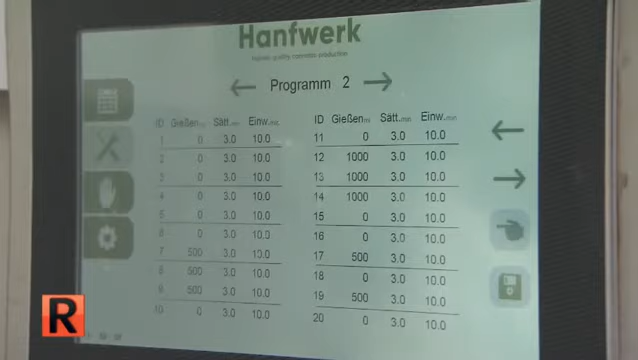 Hanfwerk
highest quality cannabis production
Programm 2
ID Gießen Sätt. Einw.
1 0 3.0 10.0
2 0 3.0 10.0
3 0 3.0 10.0
4 0 3.0 10.0
5 0 3.0 10.0
6 0 3.0 10.0
7 500 3.0 10.0
8 500 3.0 10.0
9 500 3.0 10.0
10 0 3.0 10.0
ID Gießen Sätt. Einw.
11 0 3.0 10.0
12 1000 3.0 10.0
13 1000 3.0 10.0
14 1000 3.0 10.0
15 0 3.0 10.0
16 0 3.0 10.0
17 500 3.0 10.0
18 0 3.0 10.0
19 500 3.0 10.0
20 0 3.0 10.0
R